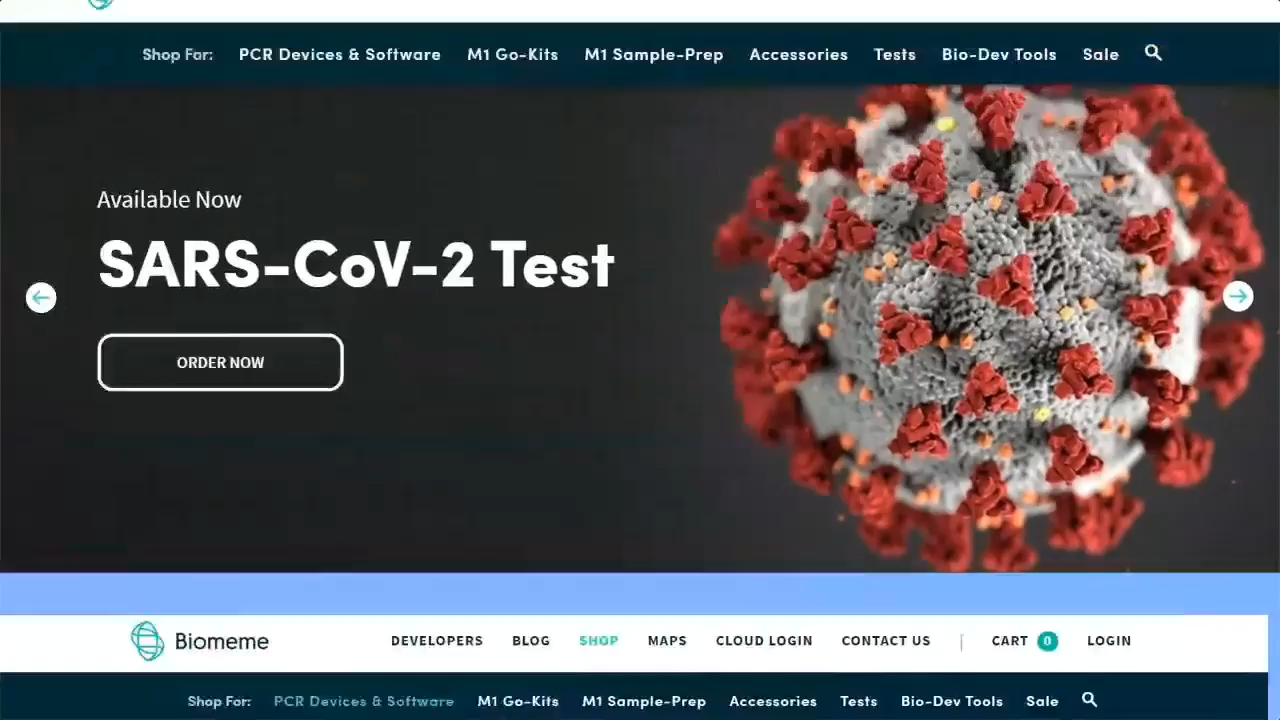 Shop For: PCR Devices & Software M1 Go-Kits M1 Sample-Prep Accessories Tests Bio-Dev Tools Sale
Available Now
SARS-CoV-2 Test
ORDER NOW
Biomeme DEVELOPERS BLOG SHOP MAPS CLOUD LOGIN CONTACT US | CART 0 LOGIN
Shop For: PCR Devices & Software M1 Go-Kits M1 Sample-Prep Accessories Tests Bio-Dev Tools Sale